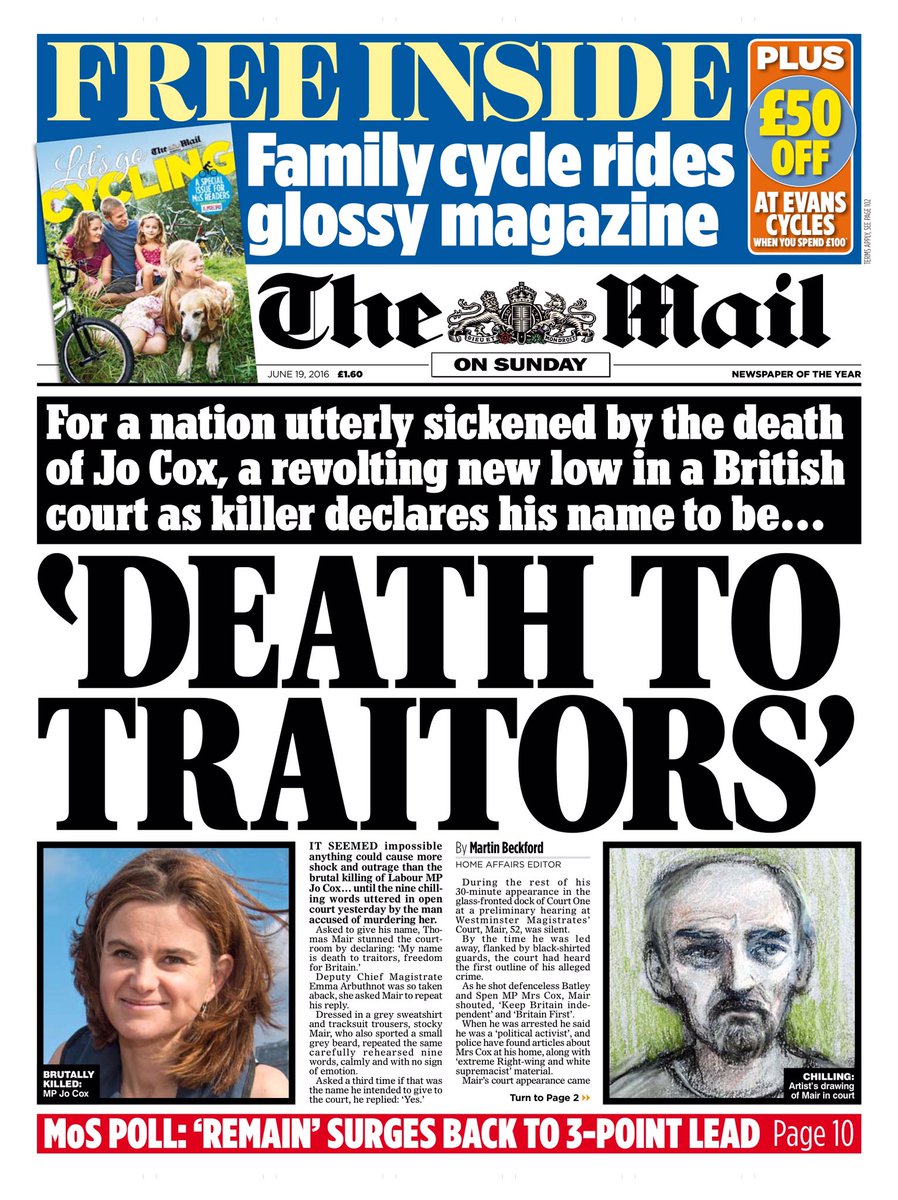 FREE INSIDE
Family cycle rides
glossy magazine
PLUS
£50
OFF
AT EVANS
CYCLES
WHEN YOU SPEND £100*
TERMS APPLY, SEE PAGE 102
Let's go
The Mail
CYCLING
A SPECIAL
ISSUE FOR
MoS READERS
The Mail
DIEU ET MON DROIT
ON SUNDAY
JUNE 19, 2016 £1.60
NEWSPAPER OF THE YEAR
For a nation utterly sickened by the death
of Jo Cox, a revolting new low in a British
court as killer declares his name to be...
‘DEATH TO
TRAITORS’
BRUTALLY
KILLED:
MP Jo Cox
IT SEEMED impossible
anything could cause more
shock and outrage than the
brutal killing of Labour MP
Jo Cox... until the nine chill-
ing words uttered in open
court yesterday by the man
accused of murdering her.
Asked to give his name, Tho-
mas Mair stunned the court-
room by declaring: ‘My name
is death to traitors, freedom
for Britain.’
Deputy Chief Magistrate
Emma Arbuthnot was so taken
aback, she asked Mair to repeat
his reply.
Dressed in a grey sweatshirt
and tracksuit trousers, stocky
Mair, who also sported a small
grey beard, repeated the same
carefully rehearsed nine
words, calmly and with no sign
of emotion.
Asked a third time if that was
the name he intended to give to
the court, he replied: ‘Yes.’
By Martin Beckford
HOME AFFAIRS EDITOR
During the rest of his
30-minute appearance in the
glass-fronted dock of Court One
at a preliminary hearing at
Westminster Magistrates’
Court, Mair, 52, was silent.
By the time he was led
away, flanked by black-shirted
guards, the court had heard
the first outline of his alleged
crime.
As he shot defenceless Batley
and Spen MP Mrs Cox, Mair
shouted, ‘Keep Britain inde-
pendent’ and ‘Britain First’.
When he was arrested he said
he was a ‘political activist’, and
police have found articles about
Mrs Cox at his home, along with
‘extreme Right-wing and white
supremacist’ material.
Mair’s court appearance came
Turn to Page 2
CHILLING:
Artist’s drawing
of Mair in court
MoS POLL: ‘REMAIN’ SURGES BACK TO 3-POINT LEAD Page 10